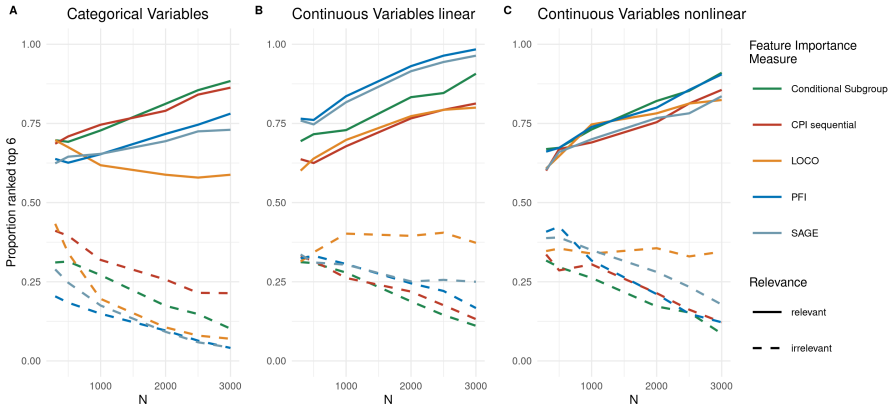 A Categorical Variables
B Continuous Variables linear
C Continuous Variables nonlinear
Proportion ranked top 6
1.00
0.75
0.50
0.25
0.00
1000 2000 3000
N
1.00
0.75
0.50
0.25
0.00
1000 2000 3000
N
1.00
0.75
0.50
0.25
0.00
1000 2000 3000
N
Feature Importance
Measure
Conditional Subgroup
CPI sequential
LOCO
PFI
SAGE
Relevance
relevant
irrelevant